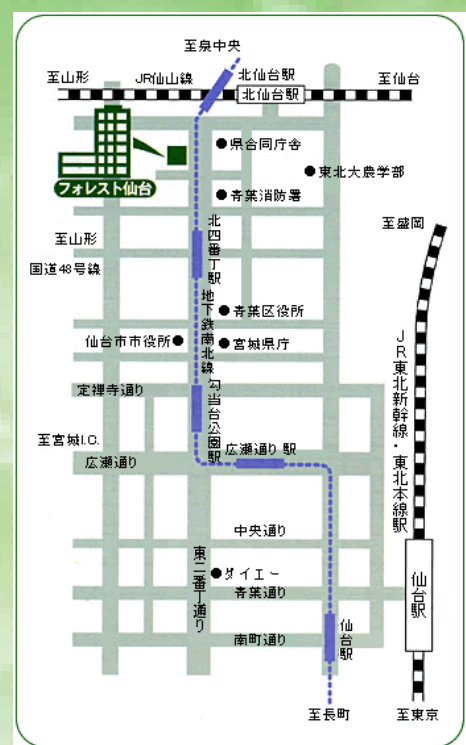 至泉中央
至山形
JR仙山線
北仙台駅
北仙台駅
至仙台
県合同庁舎
東北大農学部
フォレスト仙台
青葉消防署
至盛岡
至山形
北四番丁駅
国道48号線
地下鉄南北線
青葉区役所
仙台市市役所
宮城県庁
JR東北新幹線・東北本線駅
定禅寺通り
勾当台公園駅
至宮城I.C.
広瀬通り
広瀬通り 駅
中央通り
東二番丁通り
ダイエー
青葉通り
仙台駅
南町通り
仙台駅
至長町
至東京